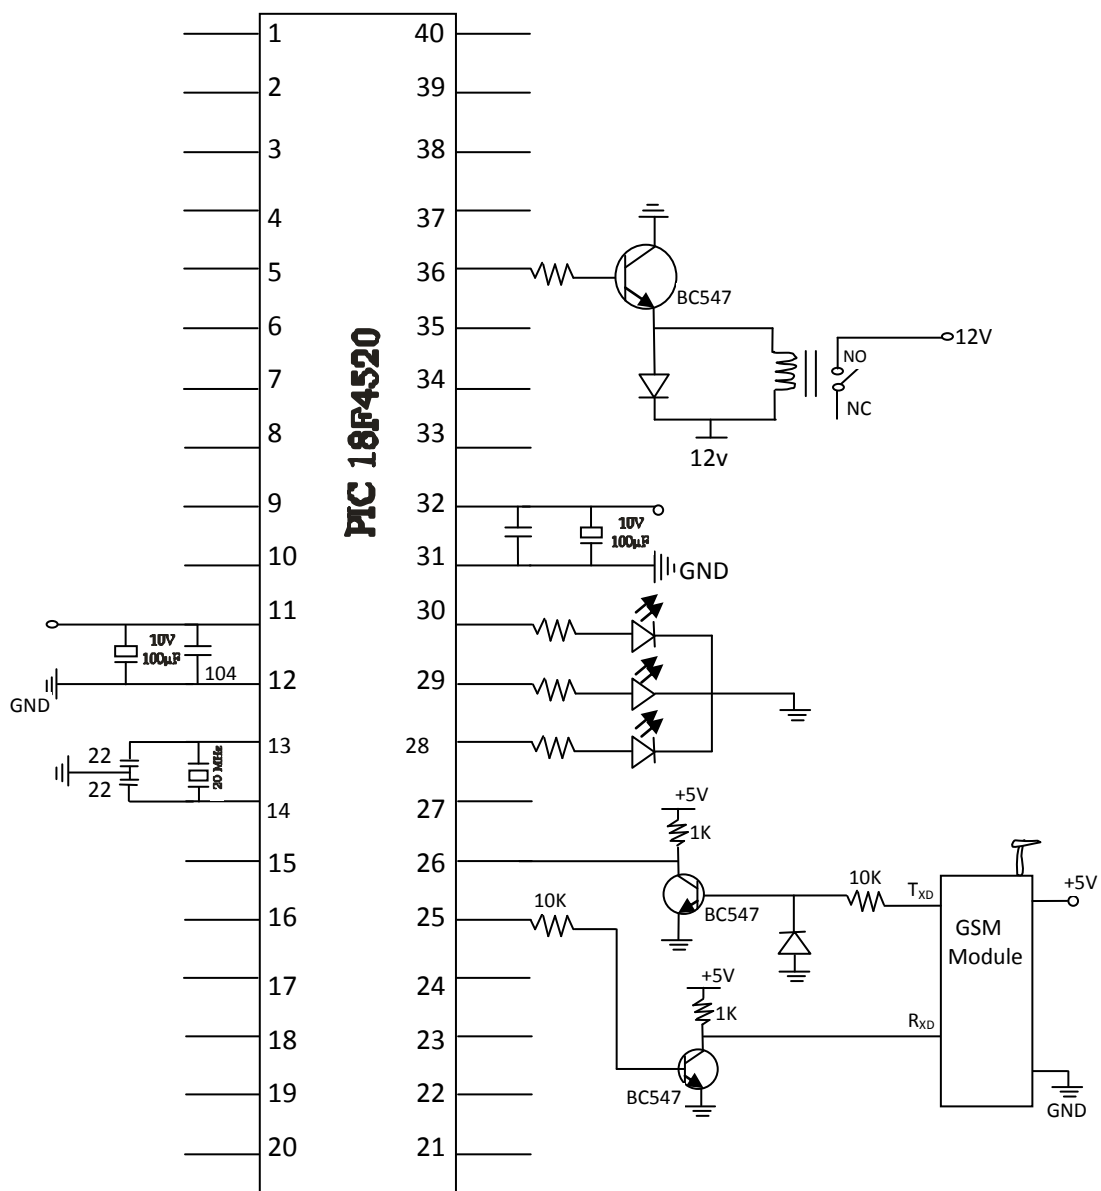 1 40
2 39
3 38
4 37
5 36
BC547
6 35
12V
7 34
NO
NC
8 33
12v
PIC 18F4520
9 32
10V
100µF
10 31
GND
11 30
10V
100µF
104
12 29
GND
13 28
22
22
20 MHz
14 27
+5V
1K
15 26
10K
TXD
+5V
BC547
10K
16 25
GSM
Module
17 24
+5V
1K
RXD
18 23
BC547
19 22
GND
20 21